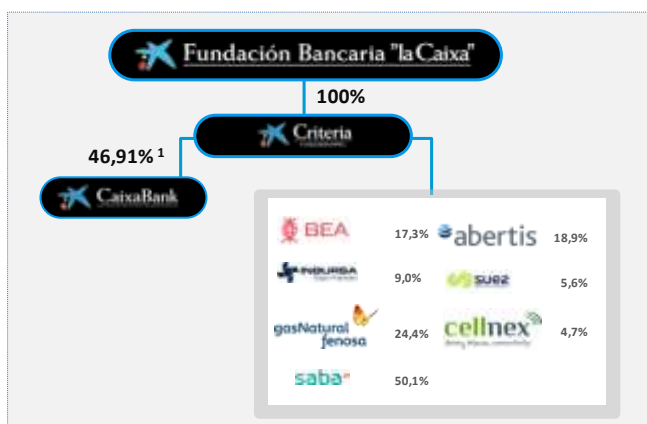 Fundación Bancaria "la Caixa"
100%
Criteria
46,91% 1
CaixaBank
BEA 17,3% abertis 18,9%
INBURSA 9,0% suez 5,6%
gasNatural
fenosa 24,4% cellnex 4,7%
saba 50,1%